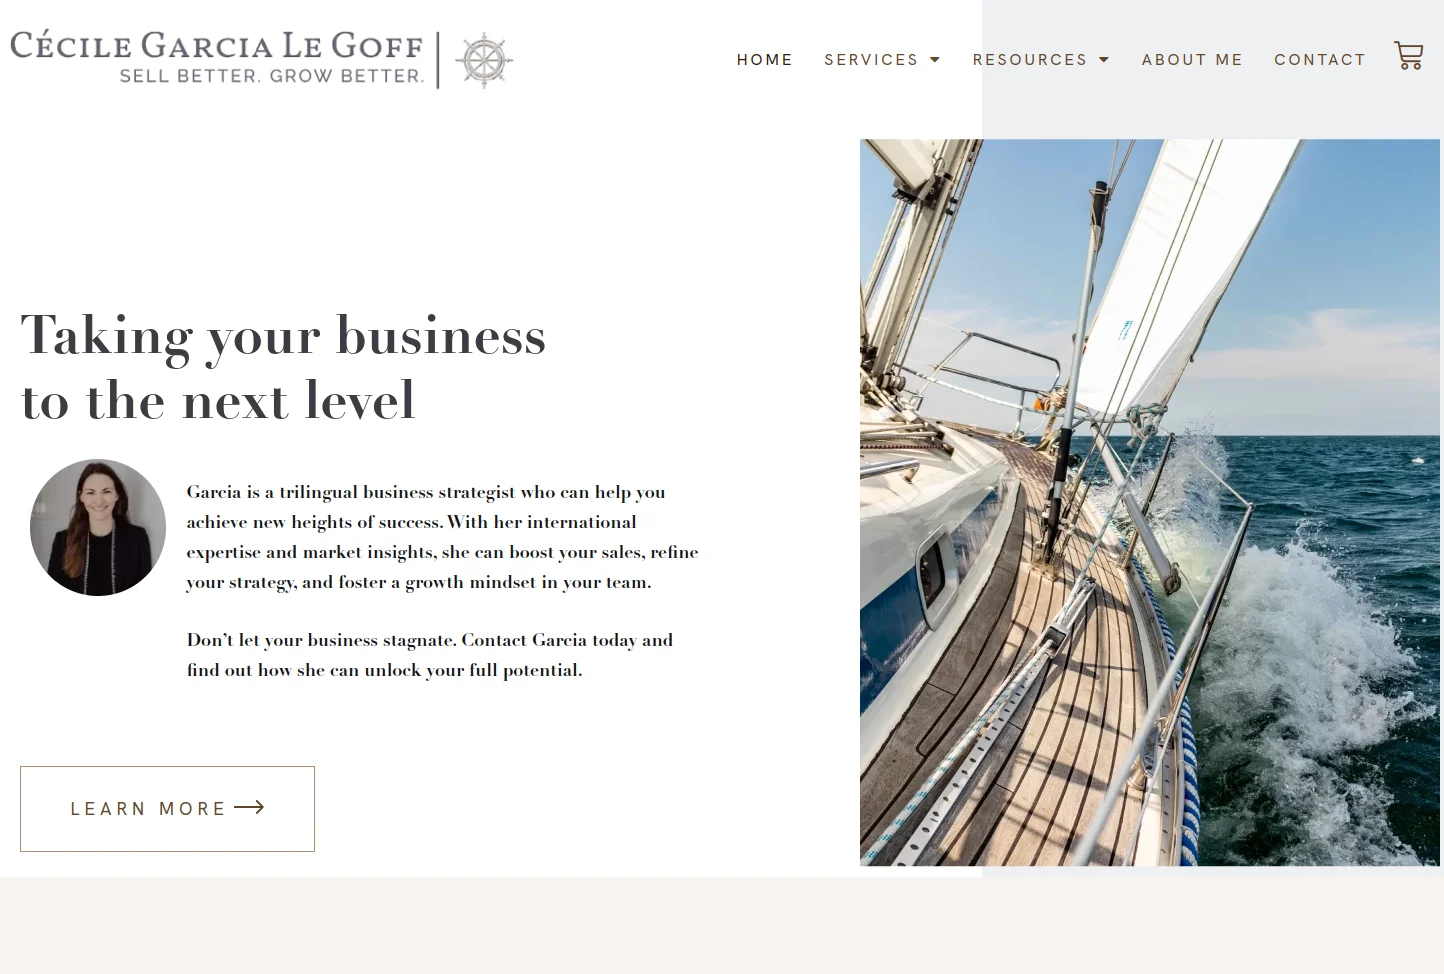 CÉCILE GARCIA LE GOFF
SELL BETTER. GROW BETTER.
HOME
SERVICES
RESOURCES
ABOUT ME
CONTACT
Taking your business
to the next level
Garcia is a trilingual business strategist who can help you
achieve new heights of success. With her international
expertise and market insights, she can boost your sales, refine
your strategy, and foster a growth mindset in your team.
Don’t let your business stagnate. Contact Garcia today and
find out how she can unlock your full potential.
LEARN MORE